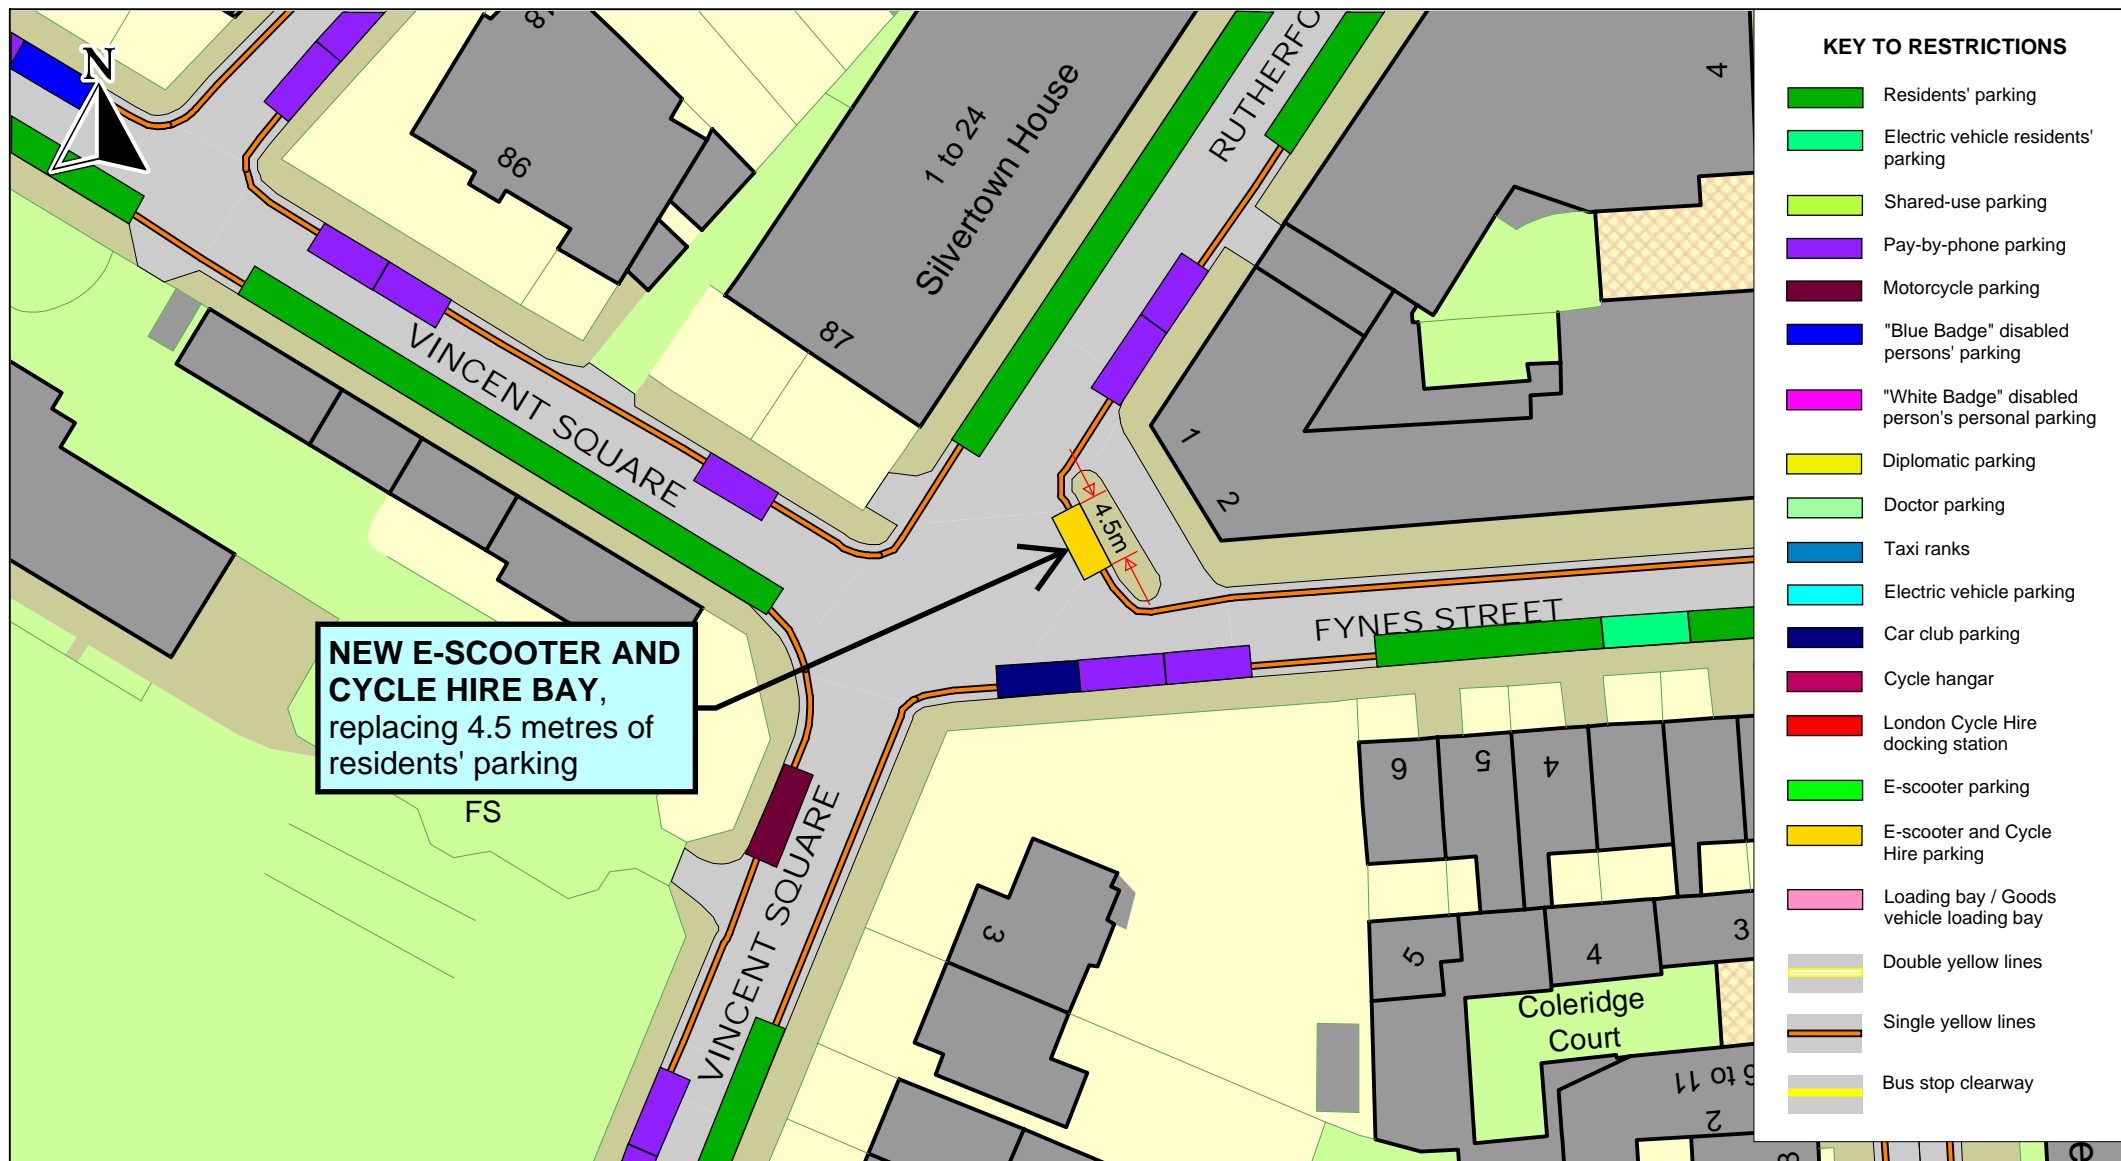 N
87
86
1 to 24
Silvertown House
87
RUTHERFO
4
1
2
VINCENT SQUARE
4.5m
FYNES STREET
NEW E-SCOOTER AND
CYCLE HIRE BAY,
replacing 4.5 metres of
residents' parking
FS
VINCENT SQUARE
3
6
5
4
5
4
3
Coleridge
Court
6 to 11
2
KEY TO RESTRICTIONS
Residents' parking
Electric vehicle residents'
parking
Shared-use parking
Pay-by-phone parking
Motorcycle parking
"Blue Badge" disabled
persons' parking
"White Badge" disabled
person's personal parking
Diplomatic parking
Doctor parking
Taxi ranks
Electric vehicle parking
Car club parking
Cycle hangar
London Cycle Hire
docking station
E-scooter parking
E-scooter and Cycle
Hire parking
Loading bay / Goods
vehicle loading bay
Double yellow lines
Single yellow lines
Bus stop clearway